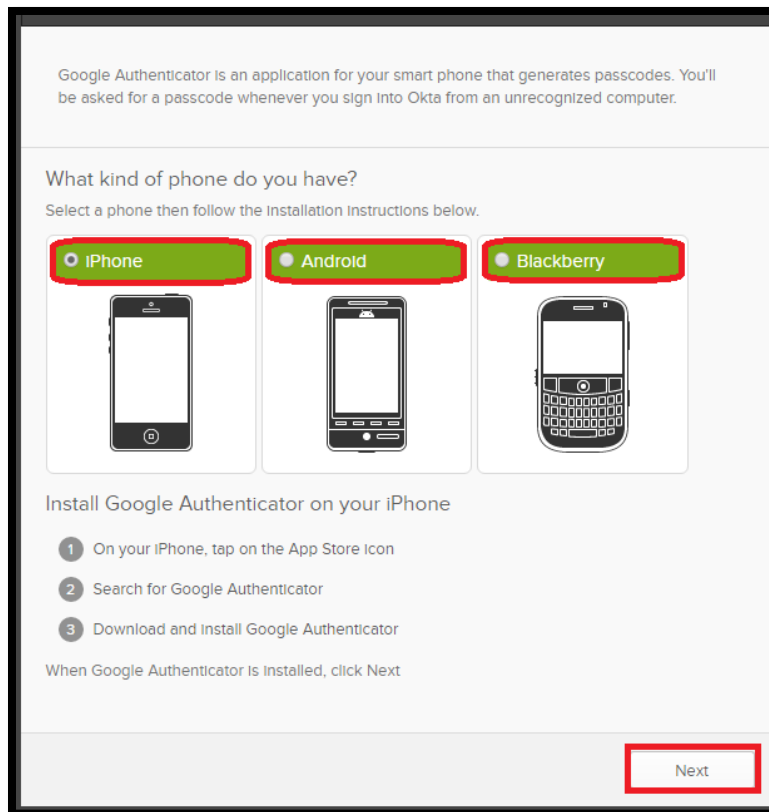 Google Authenticator is an application for your smart phone that generates passcodes. You'll
be asked for a passcode whenever you sign into Okta from an unrecognized computer.
What kind of phone do you have?
Select a phone then follow the installation instructions below.
iPhone Android Blackberry
Install Google Authenticator on your iPhone
1 On your iPhone, tap on the App Store icon
2 Search for Google Authenticator
3 Download and install Google Authenticator
When Google Authenticator is installed, click Next
Next